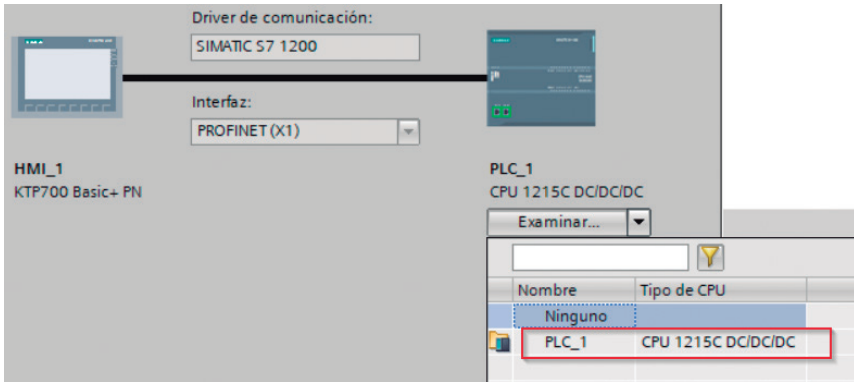 Driver de comunicación:
SIMATIC S7 1200
Interfaz:
PROFINET (X1)
HMI_1
KTP700 Basic+ PN
PLC_1
CPU 1215C DC/DC/DC
Examinar...
Nombre Tipo de CPU
Ninguno
PLC_1 CPU 1215C DC/DC/DC